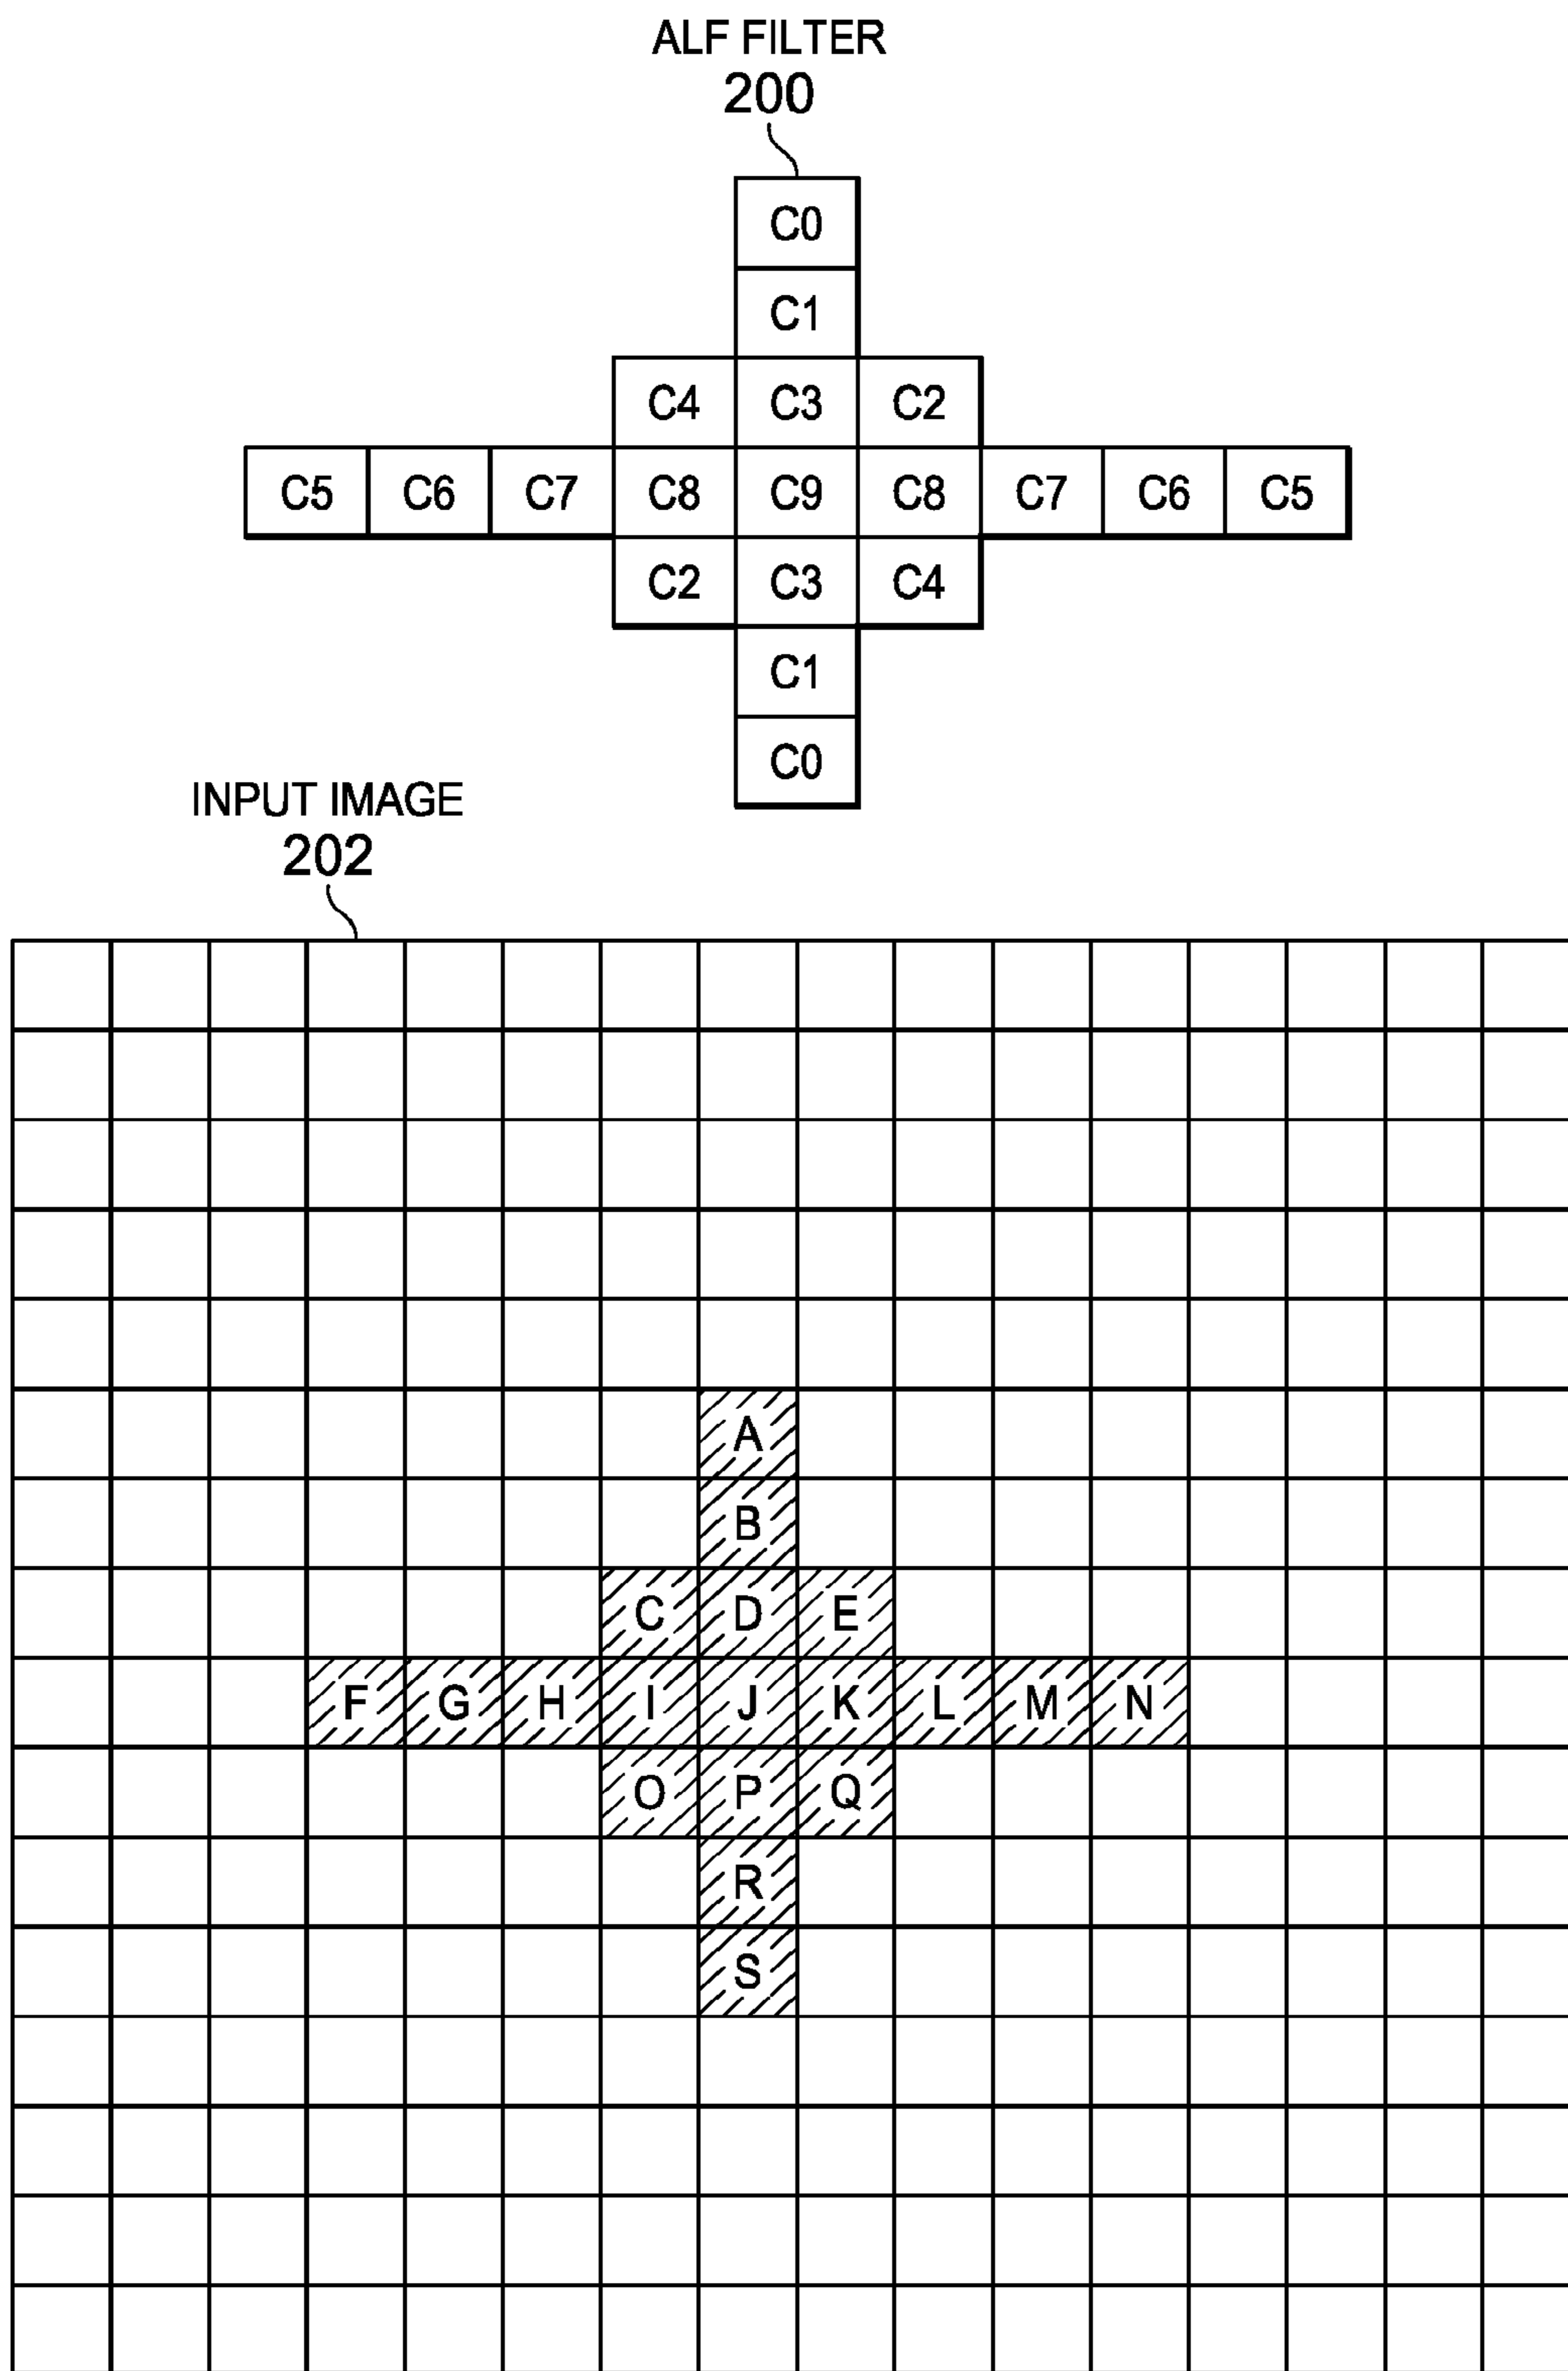 ALF FILTER
200
C0
C1
C4 C3 C2
C5 C6 C7 C8 C9 C8 C7 C6 C5
C2 C3 C4
C1
C0
INPUT IMAGE
202
A
B
C D E
F G H I J K L M N
O P Q
R
S